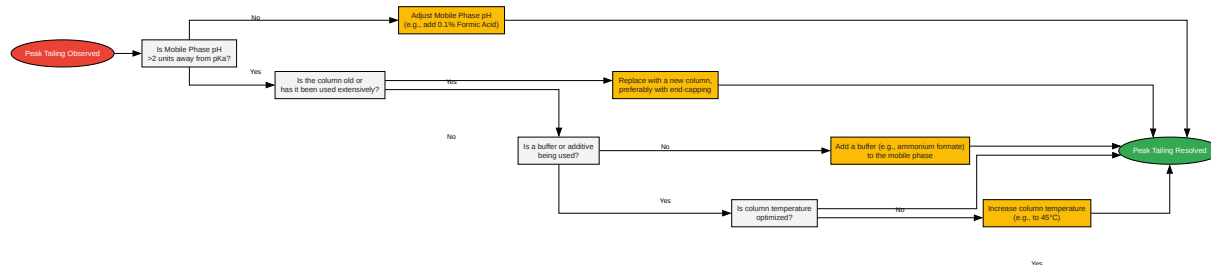 No
Adjust Mobile Phase pH
(e.g., add 0.1% Formic Acid)
Peak Tailing Observed
Is Mobile Phase pH
>2 units away from pKa?
Yes
Is the column old or
has it been used extensively?
Yes
Replace with a new column,
preferably with end-capping
No
Is a buffer or additive
being used?
No
Add a buffer (e.g., ammonium formate)
to the mobile phase
Peak Tailing Resolved
Yes
Is column temperature
optimized?
No
Increase column temperature
(e.g., to 45°C)
Yes